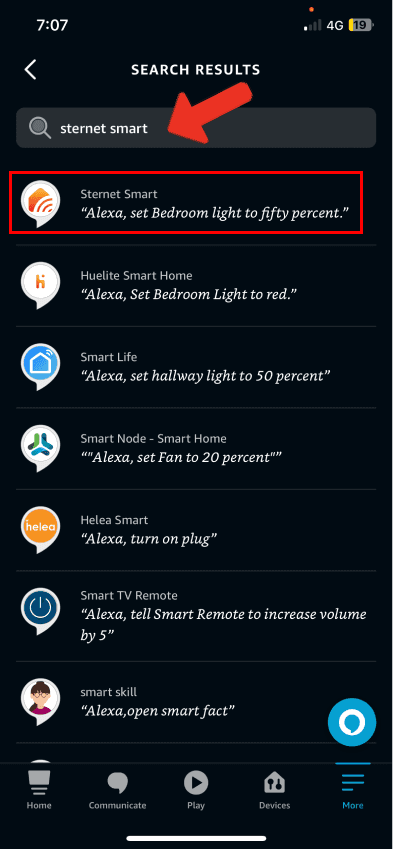 7:07
4G 19
SEARCH RESULTS
sternet smart
Sternet Smart
“Alexa, set Bedroom light to fifty percent.”
Huelite Smart Home
“Alexa, Set Bedroom Light to red.”
Smart Life
“Alexa, set hallway light to 50 percent”
Smart Node - Smart Home
“"Alexa, set Fan to 20 percent"”
helea
Helea Smart
“Alexa, turn on plug”
Smart TV Remote
“Alexa, tell Smart Remote to increase volume
by 5”
smart skill
“Alexa,open smart fact”
Home Communicate Play Devices More